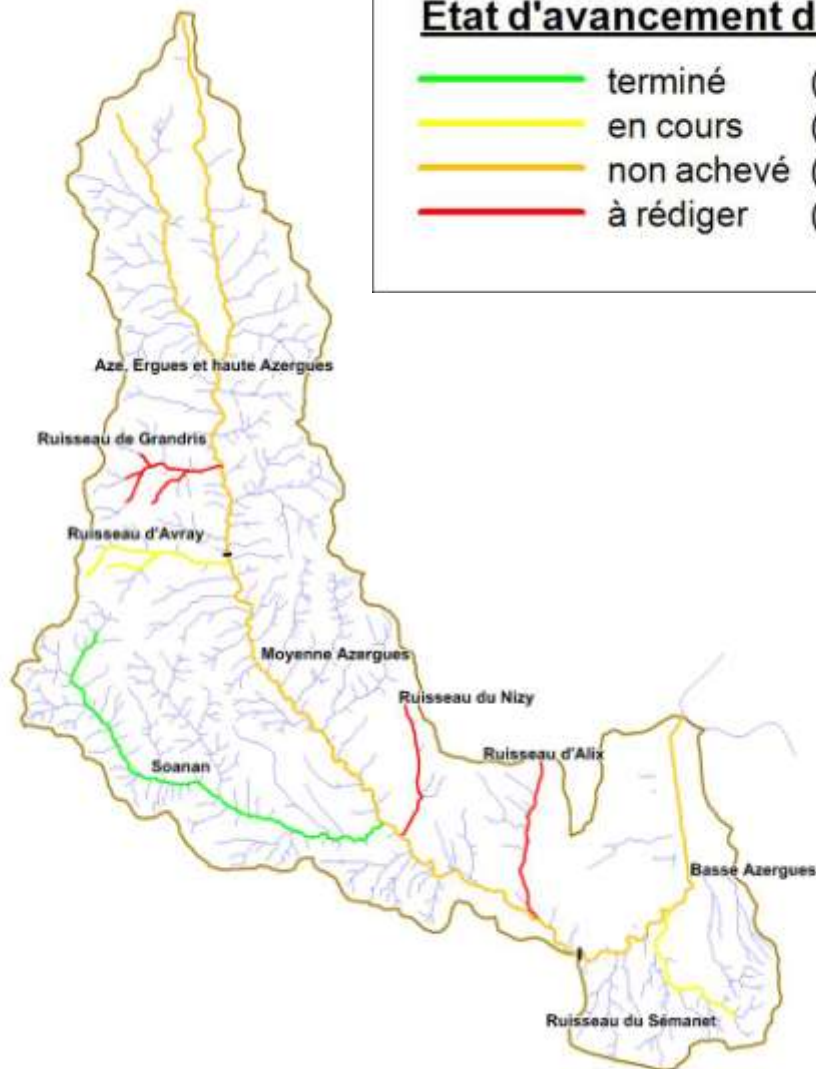 Etat d'avancement d
terminé (
en cours (
non achevé (
à rédiger (
Aze, Ergues et haute Azergues
Ruisseau de Grandris
Ruisseau d'Avray
Moyenne Azergues
Ruisseau du Nizy
Ruisseau d'Alix
Soanan
Basse Azergues
Ruisseau du Sémanet